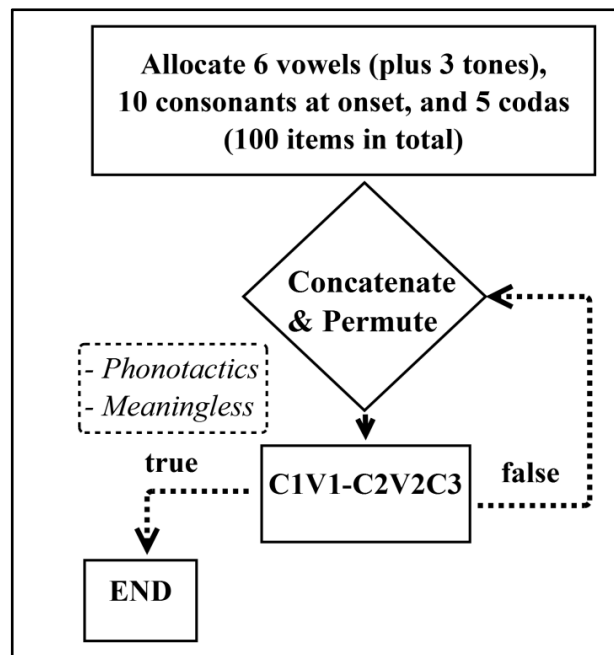 Allocate 6 vowels (plus 3 tones),
10 consonants at onset, and 5 codas
(100 items in total)
Concatenate
& Permute
- Phonotactics
- Meaningless
true
C1V1-C2V2C3
false
END